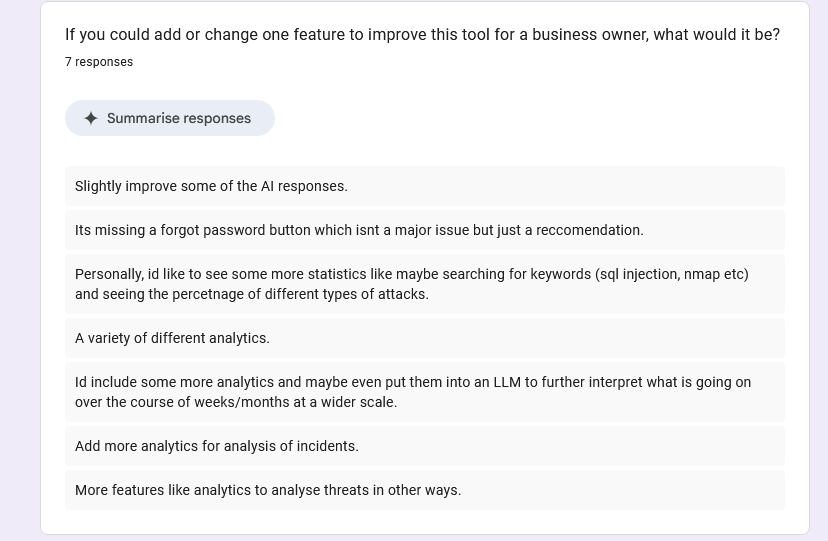 If you could add or change one feature to improve this tool for a business owner, what would it be?
7 responses
Summarise responses
Slightly improve some of the AI responses.
Its missing a forgot password button which isnt a major issue but just a reccomendation.
Personally, id like to see some more statistics like maybe searching for keywords (sql injection, nmap etc)
and seeing the percetnage of different types of attacks.
A variety of different analytics.
Id include some more analytics and maybe even put them into an LLM to further interpret what is going on
over the course of weeks/months at a wider scale.
Add more analytics for analysis of incidents.
More features like analytics to analyse threats in other ways.